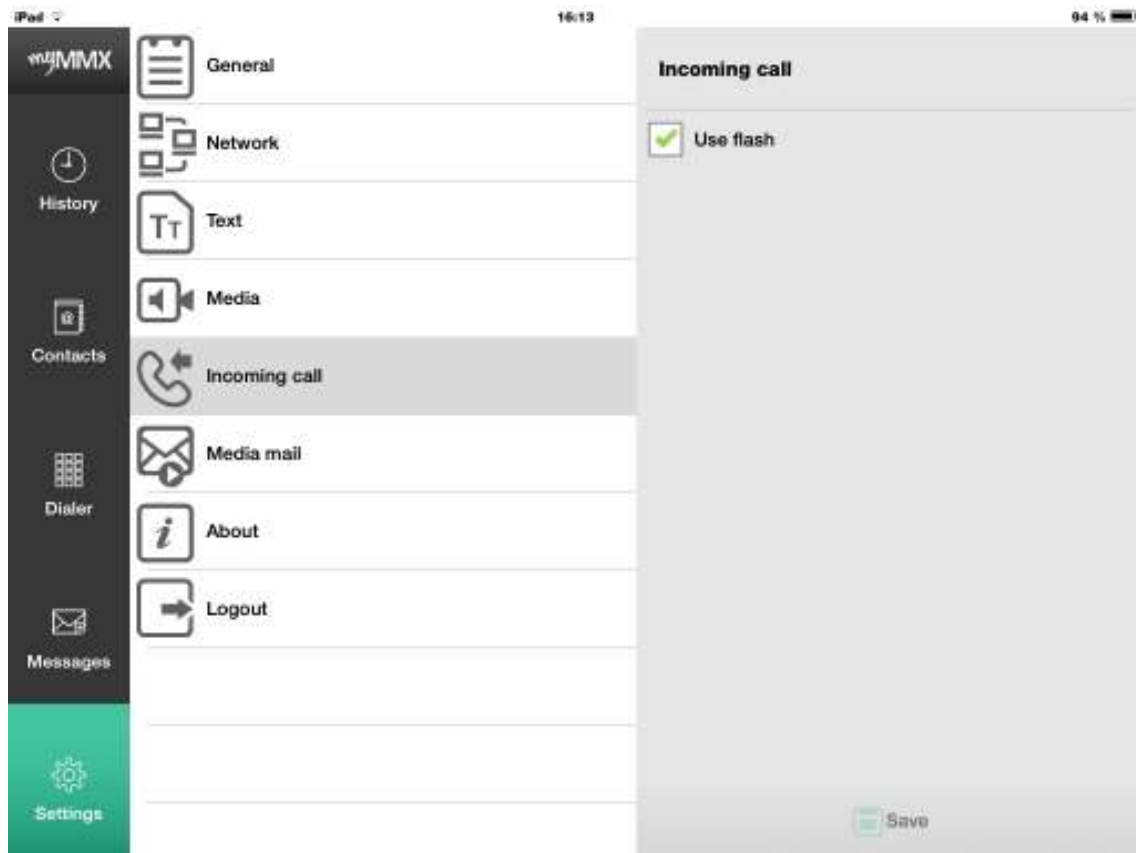 iPad 16:13 94 %
myMMX
History
Contacts
Dialer
Messages
Settings
General
Network
Text
Media
Incoming call
Media mail
About
Logout
Incoming call
Use flash
Save